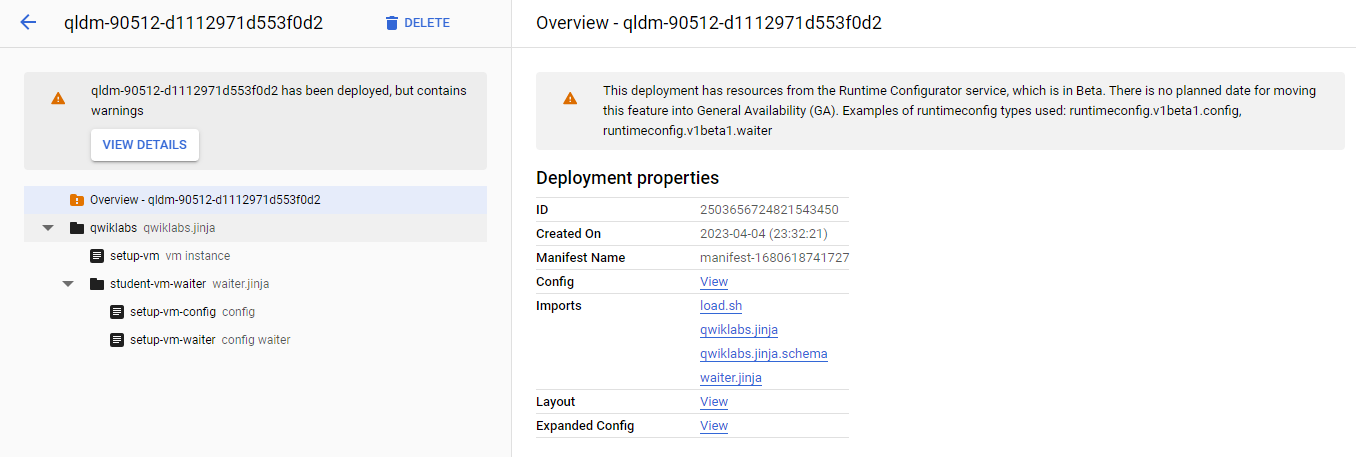 qldm-90512-d1112971d553f0d2
DELETE
qldm-90512-d1112971d553f0d2 has been deployed, but contains
warnings
VIEW DETAILS
Overview - qldm-90512-d1112971d553f0d2
qwiklabs qwiklabs.jinja
setup-vm vm instance
student-vm-waiter waiter.jinja
setup-vm-config config
setup-vm-waiter config waiter
Overview - qldm-90512-d1112971d553f0d2
This deployment has resources from the Runtime Configurator service, which is in Beta. There is no planned date for moving
this feature into General Availability (GA). Examples of runtimeconfig types used: runtimeconfig.v1beta1.config,
runtimeconfig.v1beta1.waiter
Deployment properties
ID 2503656724821543450
Created On 2023-04-04 (23:32:21)
Manifest Name manifest-1680618741727
Config View
Imports load.sh
qwiklabs.jinja
qwiklabs.jinja.schema
waiter.jinja
Layout View
Expanded Config View